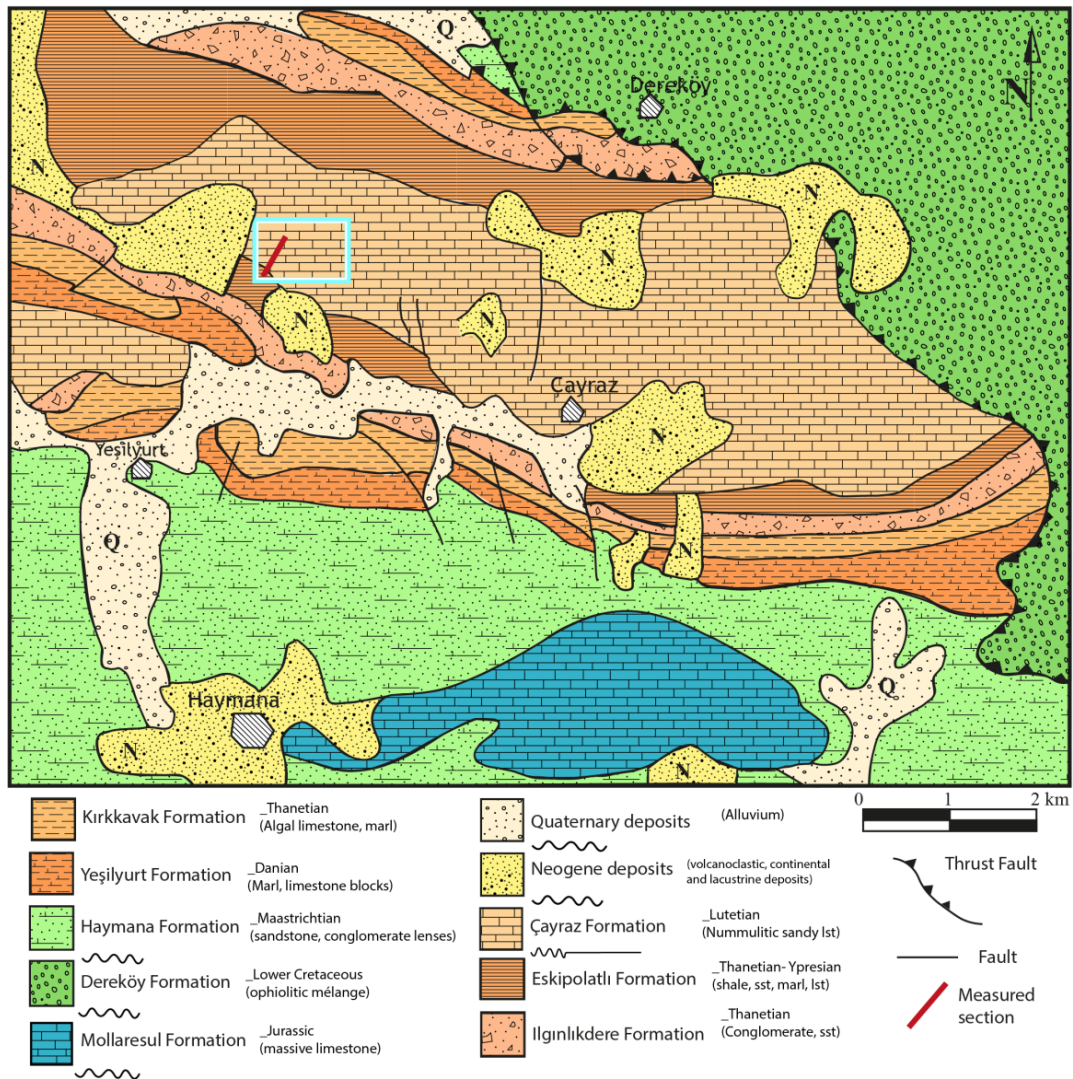 Q
Dereköy
N
N
N
N
N
N
Çayraz
N
Yeşilyurt
Q
N
Haymana
Q
N
N
Kırkkavak Formation
_Thanetian
(Algal limestone, marl)
Yeşilyurt Formation
_Danian
(Marl, limestone blocks)
Haymana Formation
_Maastrichtian
(sandstone, conglomerate lenses)
Dereköy Formation
_Lower Cretaceous
(ophiolitic mélange)
Mollaresul Formation
_Jurassic
(massive limestone)
Quaternary deposits
(Alluvium)
Neogene deposits
(volcanoclastic, continental
and lacustrine deposits)
Çayraz Formation
_Lutetian
(Nummulitic sandy lst)
Eskipolatlı Formation
_Thanetian- Ypresian
(shale, sst, marl, lst)
Ilgınlıkdere Formation
_Thanetian
(Conglomerate, sst)
0 1 2 km
Thrust Fault
Fault
Measured
section